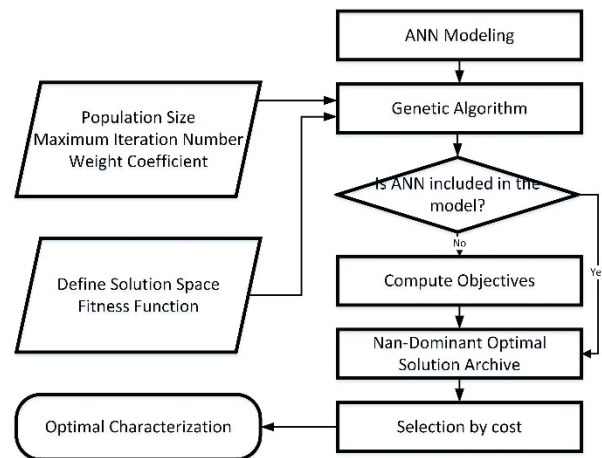 ANN Modeling
Population Size
Maximum Iteration Number
Weight Coefficient
Genetic Algorithm
Is ANN included in the
model?
No
Ye
Define Solution Space
Fitness Function
Compute Objectives
Nan-Dominant Optimal
Solution Archive
Optimal Characterization
Selection by cost